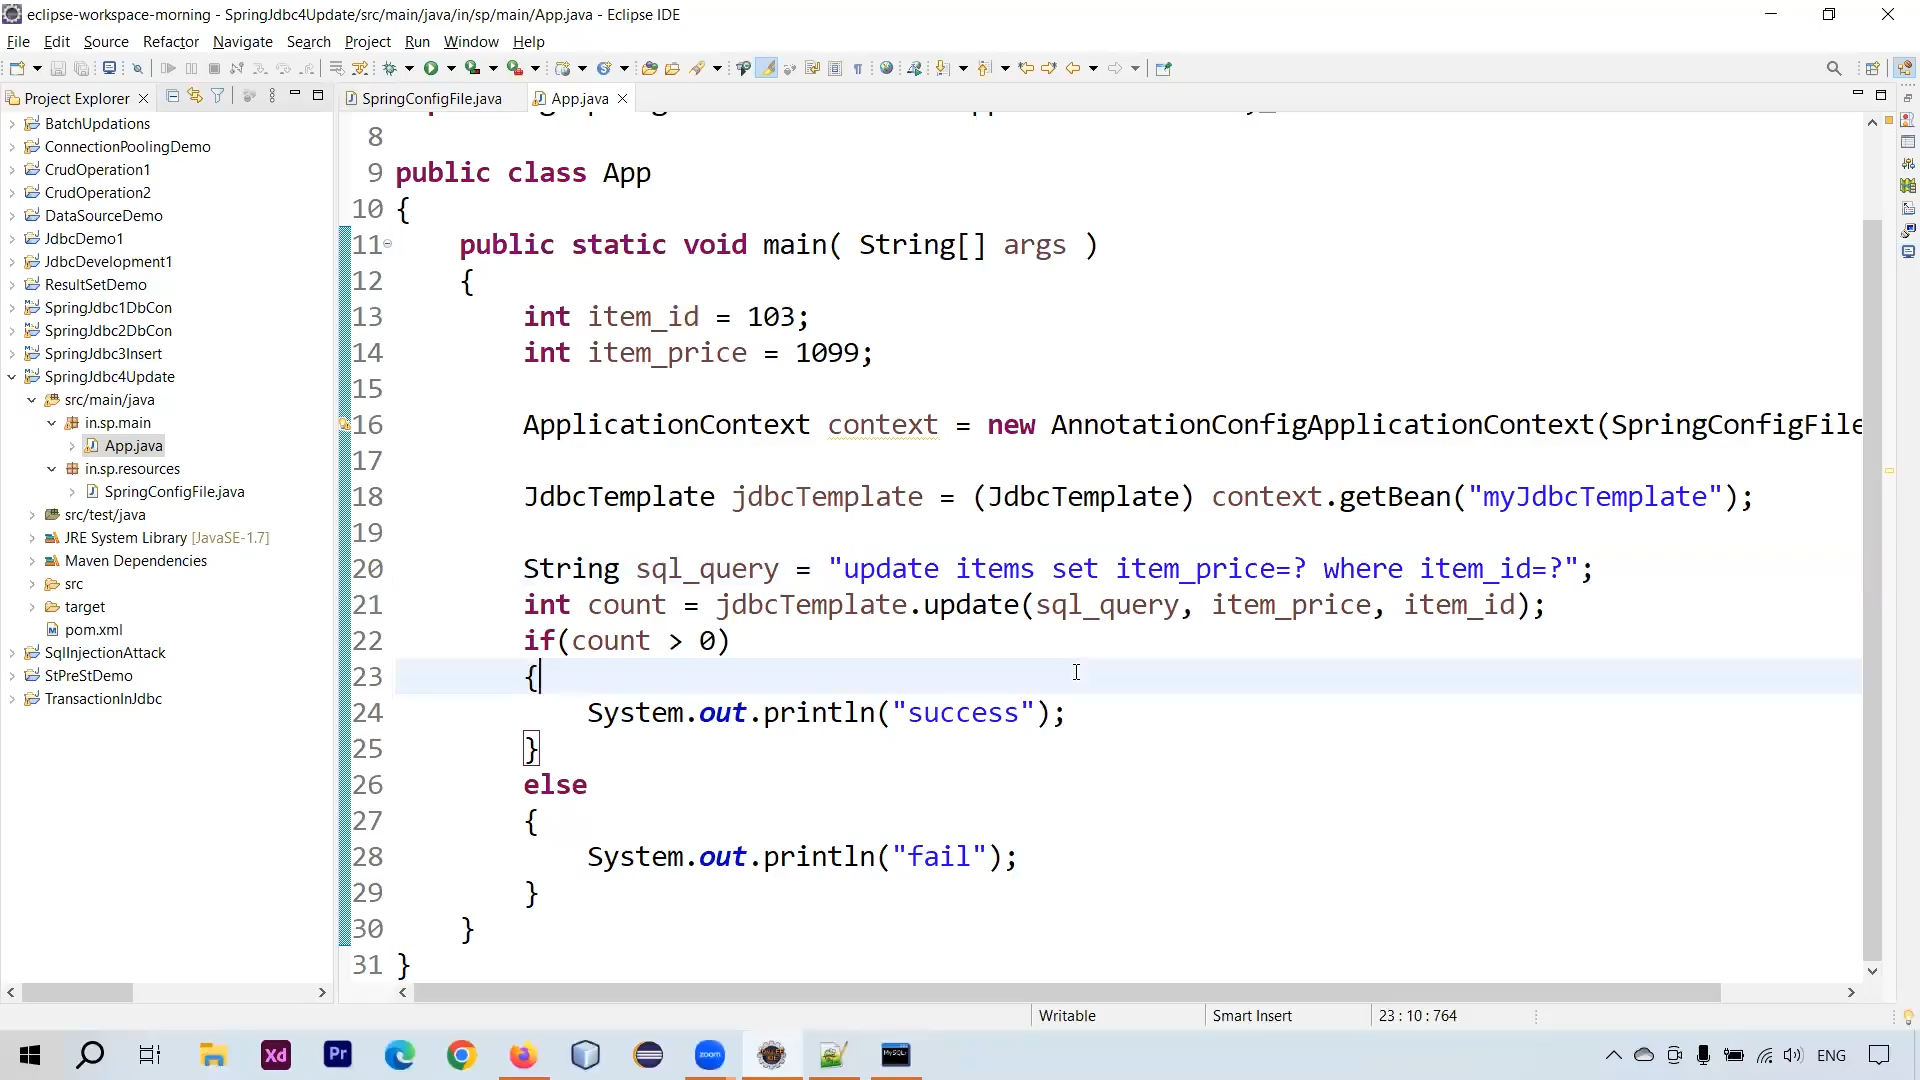 eclipse-workspace-morning - SpringJdbc4Update/src/main/java/in/sp/main/App.java - Eclipse IDE
File Edit Source Refactor Navigate Search Project Run Window Help
Project Explorer
SpringConfigFile.java
App.java
BatchUpdations
ConnectionPoolingDemo
CrudOperation1
CrudOperation2
DataSourceDemo
JdbcDemo1
JdbcDevelopment1
ResultSetDemo
SpringJdbc1DbCon
SpringJdbc2DbCon
SpringJdbc3Insert
SpringJdbc4Update
src/main/java
in.sp.main
App.java
in.sp.resources
SpringConfigFile.java
src/test/java
JRE System Library [JavaSE-1.7]
Maven Dependencies
src
target
pom.xml
SqlInjectionAttack
StPreStDemo
TransactionInJdbc
8
9 public class App
10 {
11 public static void main( String[] args )
12 {
13 int item_id = 103;
14 int item_price = 1099;
15
16 ApplicationContext context = new AnnotationConfigApplicationContext(SpringConfigFile
17
18 JdbcTemplate jdbcTemplate = (JdbcTemplate) context.getBean("myJdbcTemplate");
19
20 String sql_query = "update items set item_price=? where item_id=?";
21 int count = jdbcTemplate.update(sql_query, item_price, item_id);
22 if(count > 0)
23 {
24 System.out.println("success");
25 }
26 else
27 {
28 System.out.println("fail");
29 }
30 }
31 }
Writable Smart Insert 23 : 10 : 764
Xd Pr zoom MySQL ENG